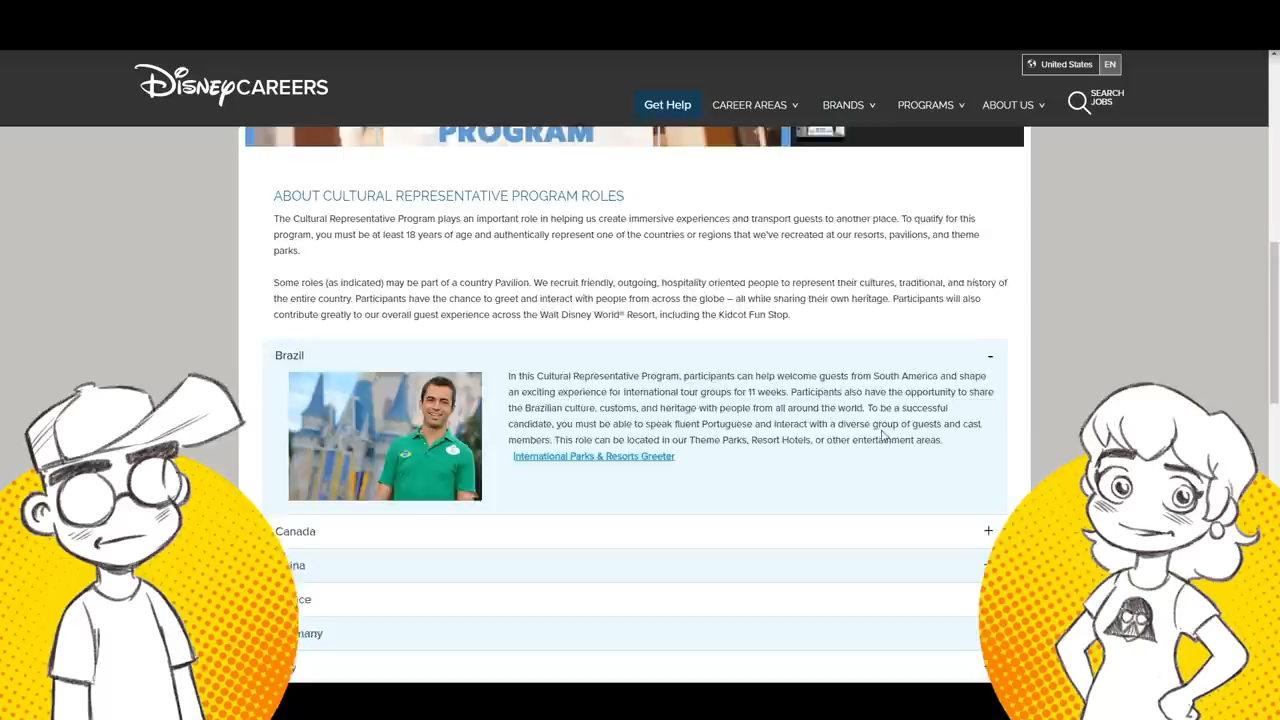 United States EN
DISNEY CAREERS
Get Help CAREER AREAS BRANDS PROGRAMS ABOUT US SEARCH JOBS
PROGRAM
ABOUT CULTURAL REPRESENTATIVE PROGRAM ROLES
The Cultural Representative Program plays an important role in helping us create immersive experiences and transport guests to another place. To qualify for this
program, you must be at least 18 years of age and authentically represent one of the countries or regions that we've recreated at our resorts, pavilions, and theme
parks.
Some roles (as indicated) may be part of a country Pavilion. We recruit friendly, outgoing, hospitality oriented people to represent their cultures, traditional, and history of
the entire country. Participants have the chance to greet and interact with people from across the globe – all while sharing their own heritage. Participants will also
contribute greatly to our overall guest experience across the Walt Disney World® Resort, including the Kidcot Fun Stop.
Brazil -
In this Cultural Representative Program, participants can help welcome guests from South America and shape
an exciting experience for international tour groups for 11 weeks. Participants also have the opportunity to share
the Brazilian culture, customs, and heritage with people from all around the world. To be a successful
candidate, you must be able to speak fluent Portuguese and interact with a diverse group of guests and cast
members. This role can be located in our Theme Parks, Resort Hotels, or other entertainment areas.
International Parks & Resorts Greeter
Canada +
ina
ce
many